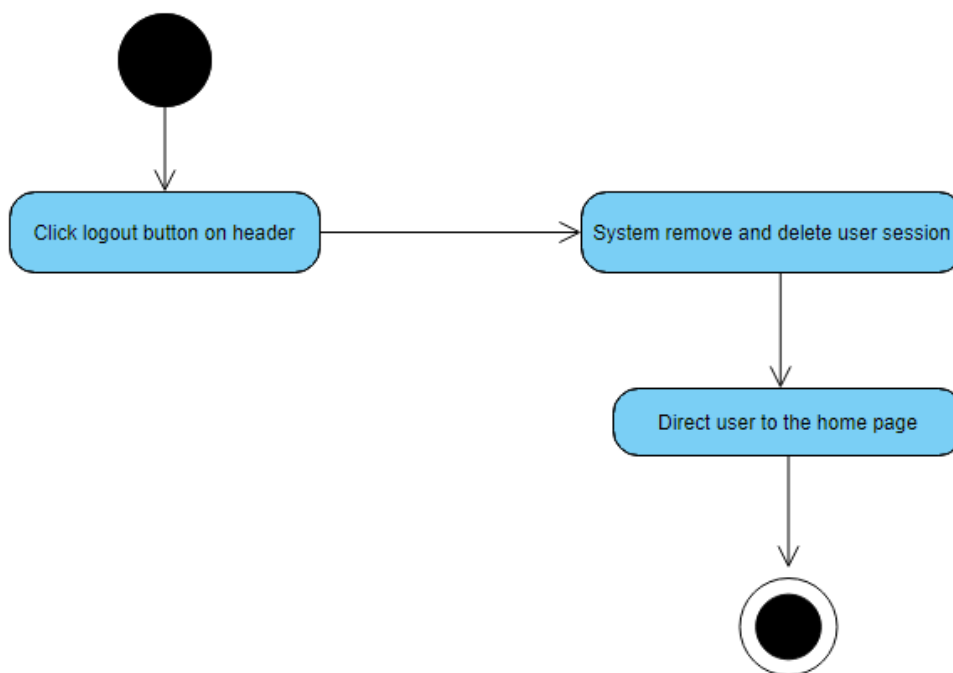 Click logout button on header
System remove and delete user session
Direct user to the home page